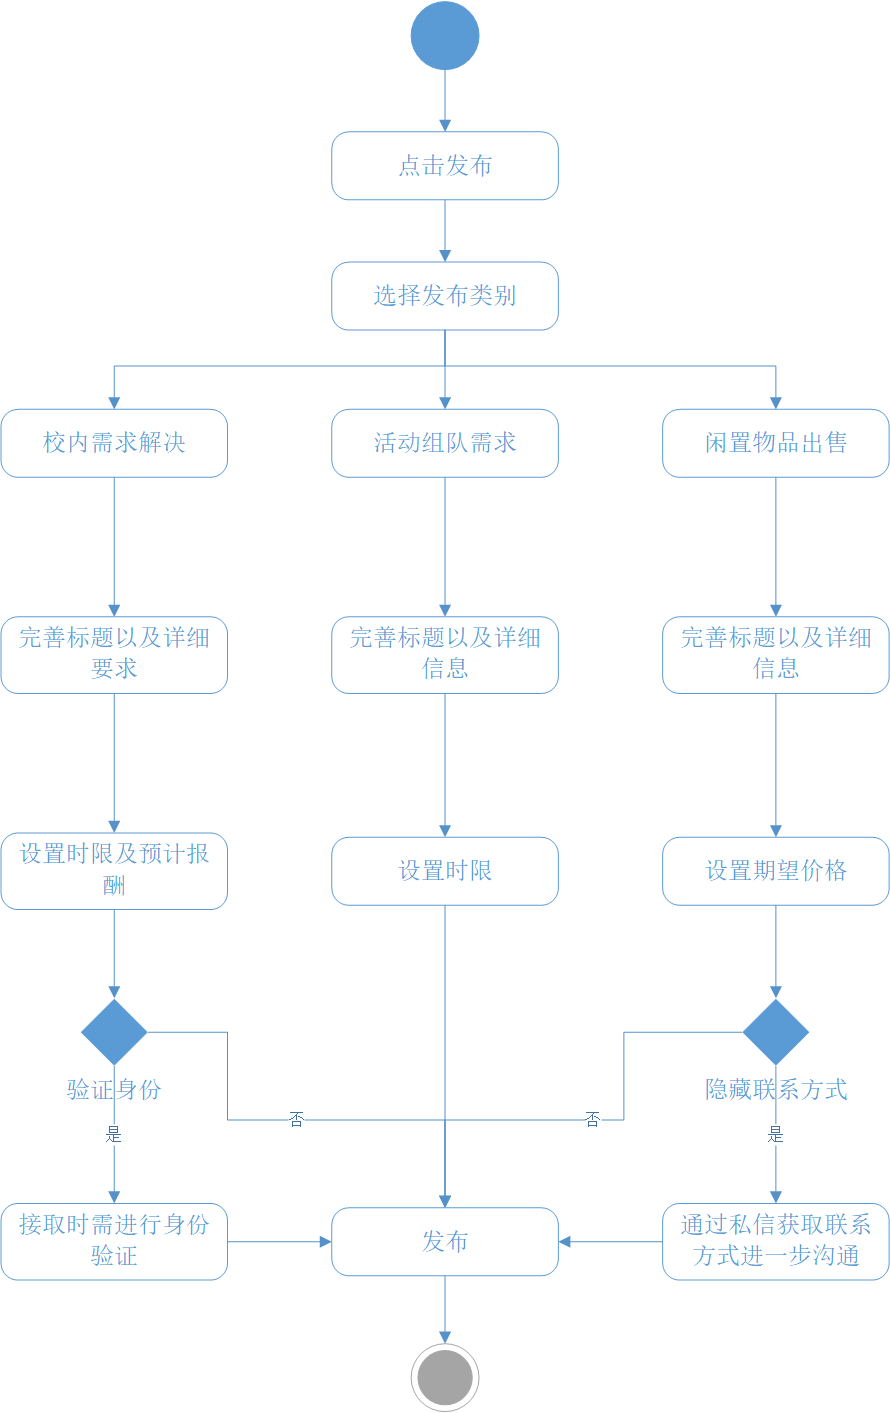 点击发布
选择发布类别
校内需求解决
活动组队需求
闲置物品出售
完善标题以及详细
要求
完善标题以及详细
信息
完善标题以及详细
信息
设置时限及预计报
酬
设置时限
设置期望价格
验证身份
隐藏联系方式
否
否
是
是
接取时需进行身份
验证
发布
通过私信获取联系
方式进一步沟通